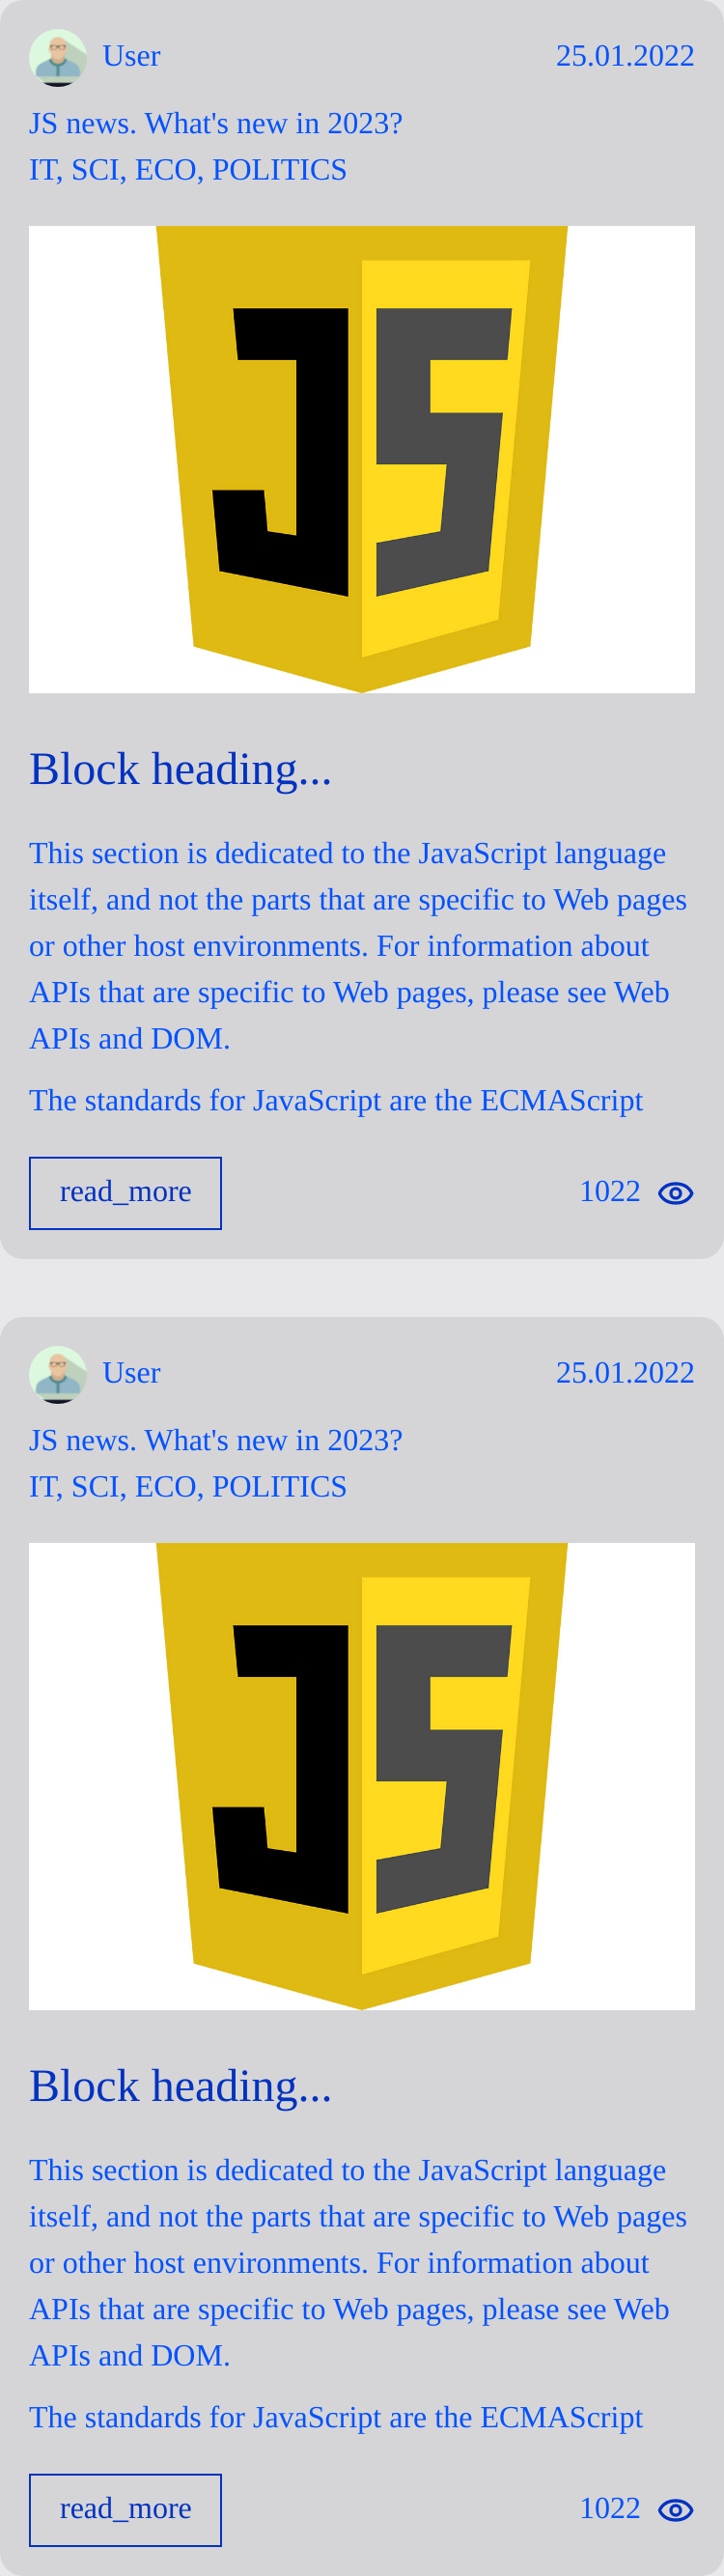 User 25.01.2022
JS news. What's new in 2023?
IT, SCI, ECO, POLITICS
JS
Block heading...
This section is dedicated to the JavaScript language
itself, and not the parts that are specific to Web pages
or other host environments. For information about
APIs that are specific to Web pages, please see Web
APIs and DOM.
The standards for JavaScript are the ECMAScript
read_more 1022
User 25.01.2022
JS news. What's new in 2023?
IT, SCI, ECO, POLITICS
JS
Block heading...
This section is dedicated to the JavaScript language
itself, and not the parts that are specific to Web pages
or other host environments. For information about
APIs that are specific to Web pages, please see Web
APIs and DOM.
The standards for JavaScript are the ECMAScript
read_more 1022